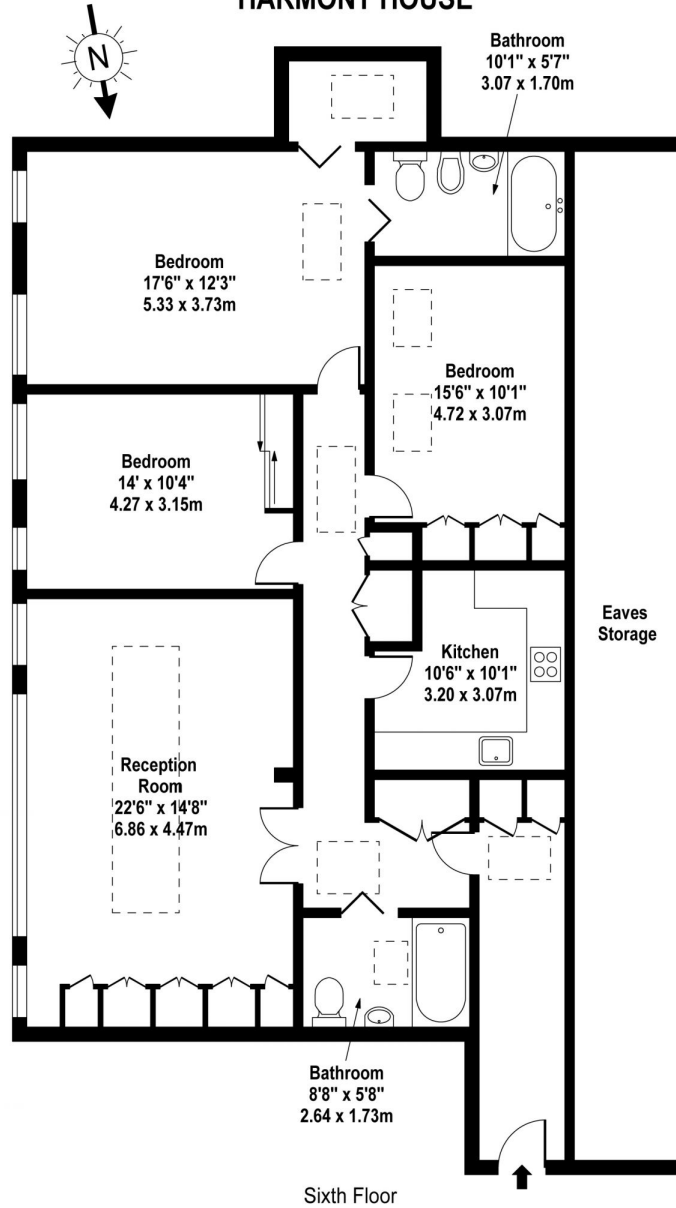 HARMONT HOUSE
N
Bathroom
10'1" x 5'7"
3.07 x 1.70m
Bedroom
17'6" x 12'3"
5.33 x 3.73m
Bedroom
15'6" x 10'1"
4.72 x 3.07m
Bedroom
14' x 10'4"
4.27 x 3.15m
Eaves
Storage
Kitchen
10'6" x 10'1"
3.20 x 3.07m
Reception
Room
22'6" x 14'8"
6.86 x 4.47m
Bathroom
8'8" x 5'8"
2.64 x 1.73m
Sixth Floor